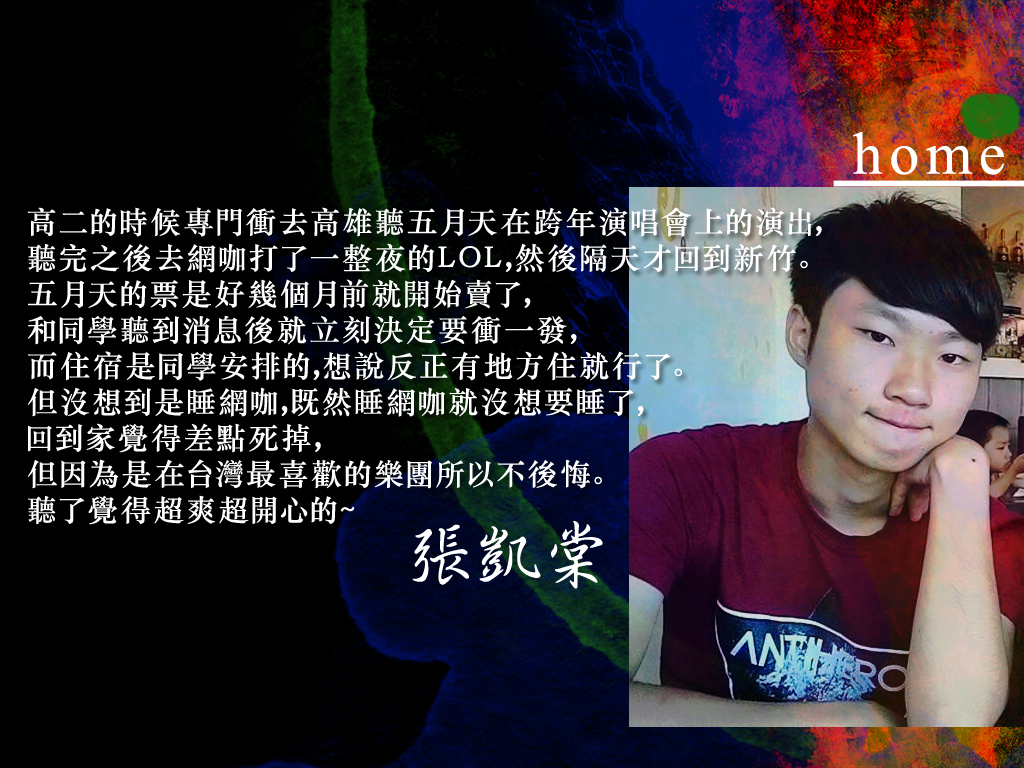 home
高二的時候專門衝去高雄聽五月天在跨年演唱會上的演出,
聽完之後去網咖打了一整夜的LOL,然後隔天才回到新竹。
五月天的票是好幾個月前就開始賣了,
和同學聽到消息後就立刻決定要衝一發,
而住宿是同學安排的,想說反正有地方住就行了。
但沒想到是睡網咖,既然睡網咖就沒想要睡了,
回到家覺得差點死掉,
但因為是在台灣最喜歡的樂團所以不後悔。
聽了覺得超爽超開心的~
張凱棠